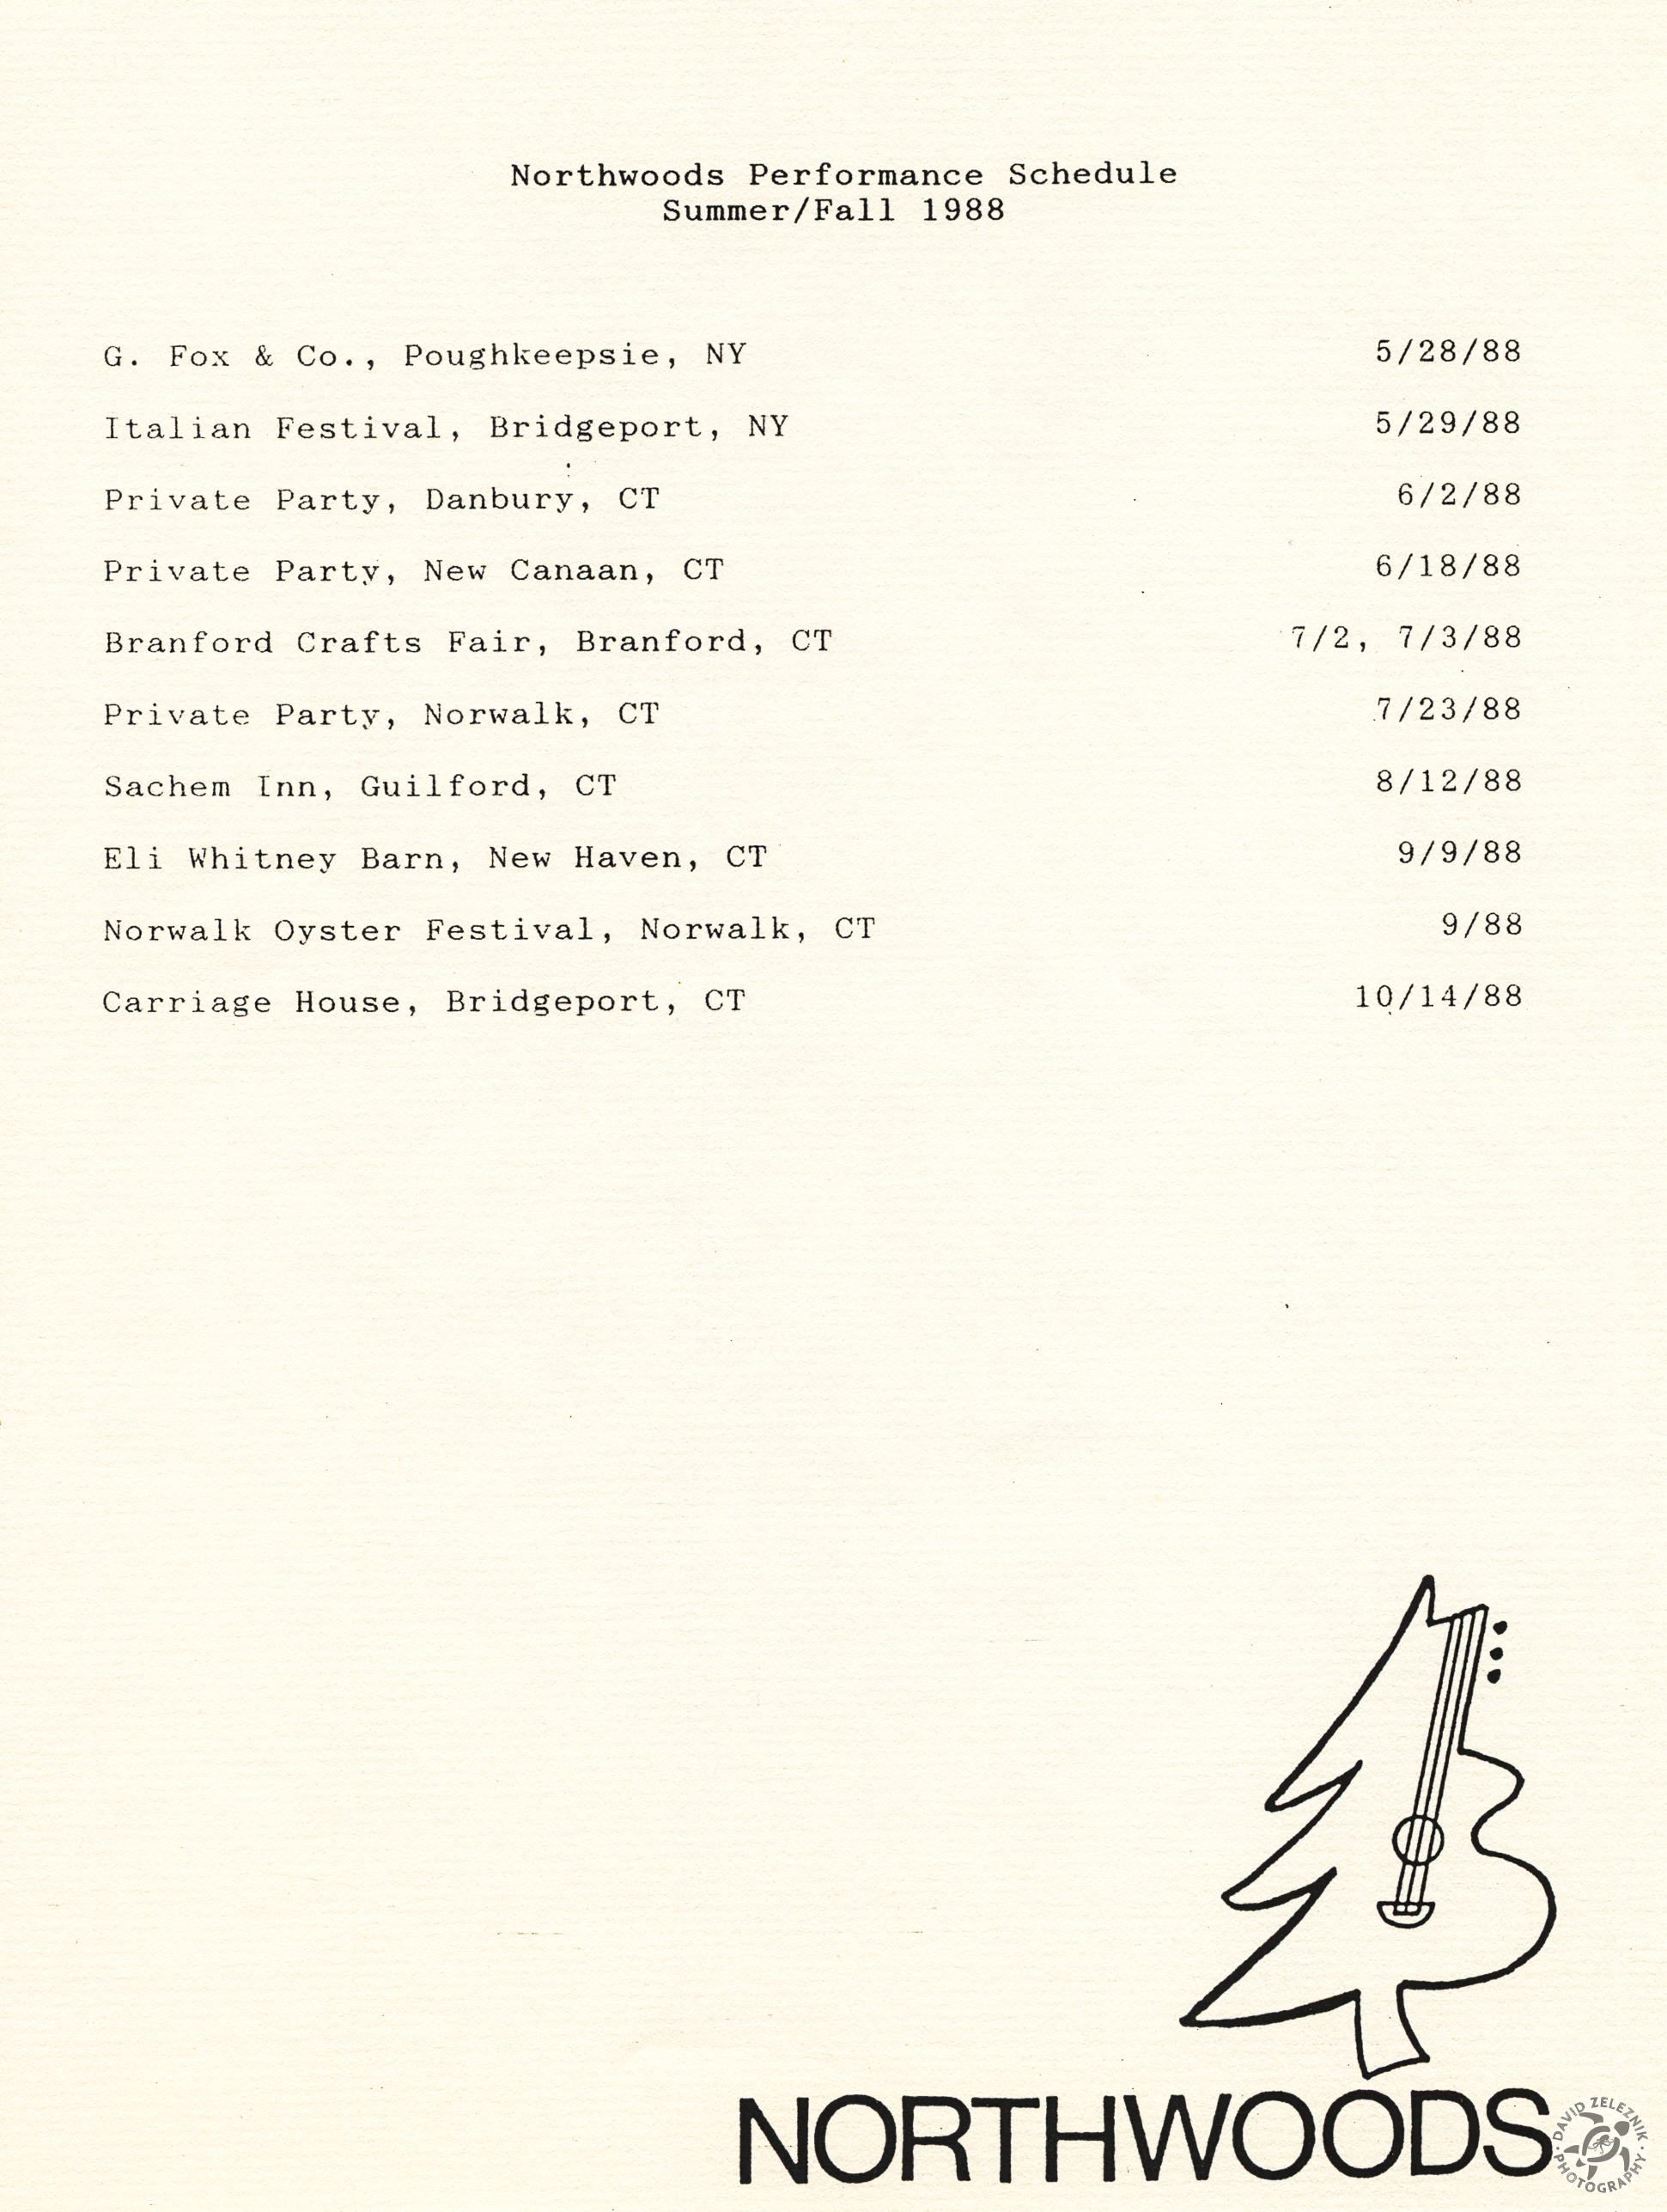 Northwoods Performance Schedule
Summer/Fall 1988
G. Fox & Co., Poughkeepsie, NY 5/28/88
Italian Festival, Bridgeport, NY 5/29/88
Private Party, Danbury, CT 6/2/88
Private Party, New Canaan, CT 6/18/88
Branford Crafts Fair, Branford, CT 7/2, 7/3/88
Private Party, Norwalk, CT 7/23/88
Sachem Inn, Guilford, CT 8/12/88
Eli Whitney Barn, New Haven, CT 9/9/88
Norwalk Oyster Festival, Norwalk, CT 9/88
Carriage House, Bridgeport, CT 10/14/88
NORTHWOODS
DAVID ZELEZNIK
PHOTOGRAPHY